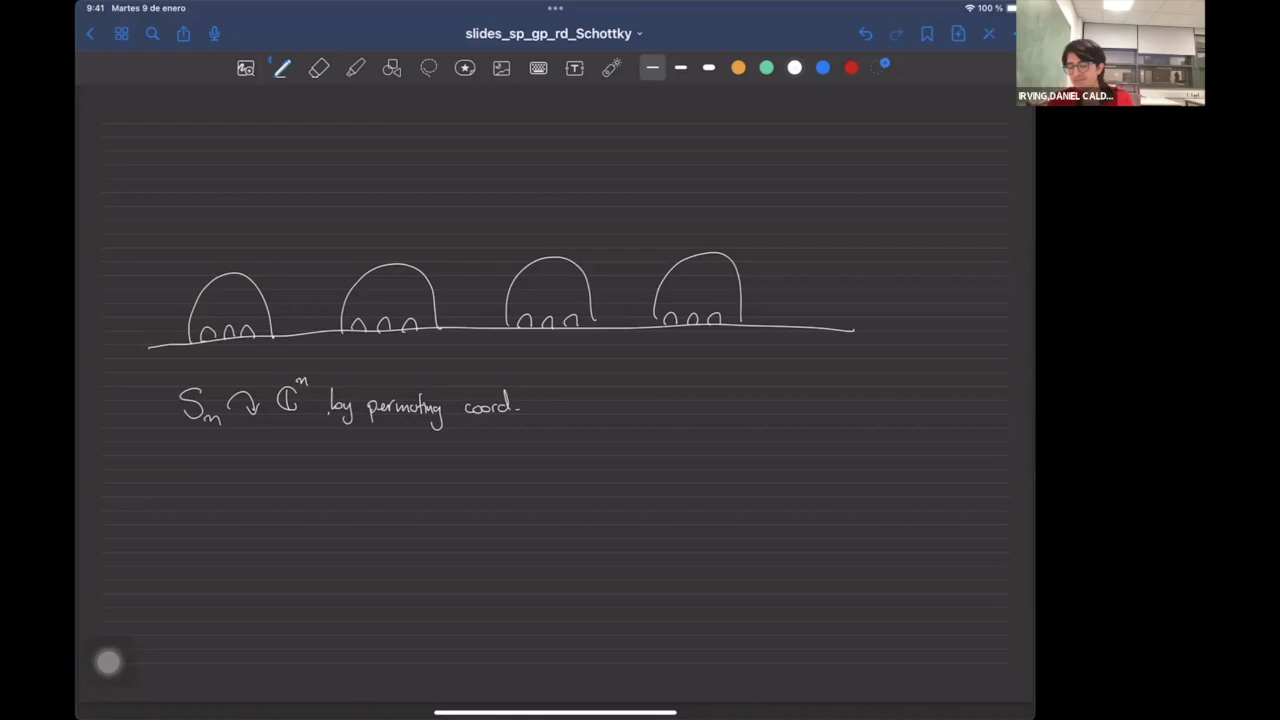 9:41 Martes 9 de enero
100 %
slides_sp_gp_rd_Schottky
IRVING,DANIEL CALD...
Sₙ ↷ ℂⁿ by permuting coord.